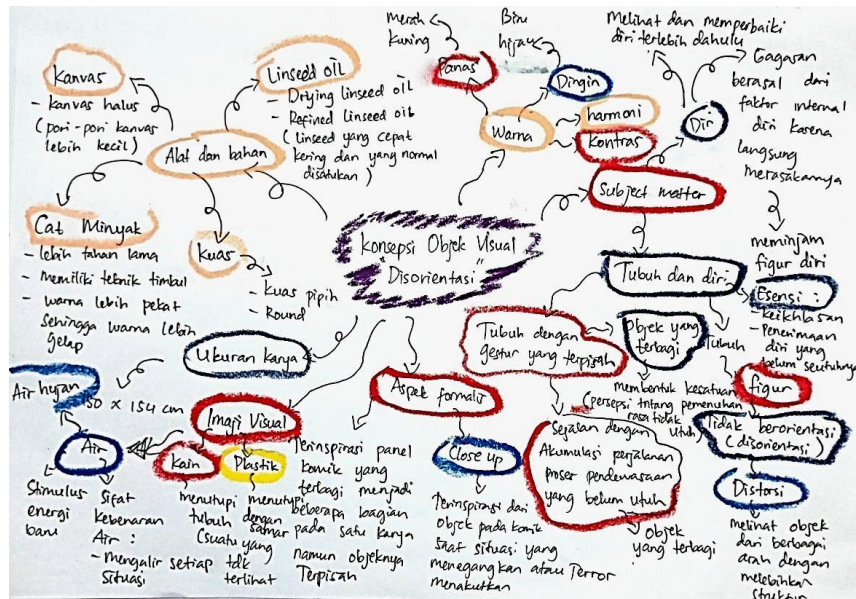 Konsepsi Objek Visual
"Disorientasi"
Alat dan bahan
Kanvas
- Kanvas halus
(pori-pori kanvas
lebih kecil)
Linseed oil
- Drying linseed oil
- Refined linseed oil
(linseed yang cepat
kering dan yang normal
disatukan)
Cat Minyak
- lebih tahan lama
- memiliki teknik timbul
- warna lebih pekat
sehingga warna lebih
gelap
Kuas
- kuas pipih
- Round
Warna
Panas
Merah
kuning
Dingin
Biru
hijau
harmoni
Kontras
Subject matter
Diri
Melihat dan memperbaiki
diri terlebih dahulu
Gagasan
berasal dari
faktor internal
diri karena
langsung
merasakannya
meminjam
figur diri
Tubuh dan diri
Esensi :
- keikhlasan
- Penerimaan
diri yang
belum seutuhnya
Tubuh dengan
gestur yang terpisah
Objek yang
terbagi
membentuk kesatuan
(persepsi tntang pemenuhan
rasa tidak utuh)
Tubuh
figur
Tidak berorientasi
(disorientasi)
Distorsi
melihat objek
dari berbagai
arah dengan
melebihkan
struktur
Sejasan dengan
Akumulasi perjalanan
proses pendewasaan
yang belum utuh
Objek
yang terbagi
Ukuran karya
150 x 154 cm
Imaji Visual
Kain
menutupi
tubuh
(suatu yang
tdk
terlihat
Plastik
menutupi
dengan
samar
Air
Air hujan
Stimulus
energi
baru
Sifat
kebenaran
Air :
- Mengalir setiap
situasi
Aspek formalis
Terinspirasi panel
komik yang
terbagi menjadi
beberapa bagian
pada satu karya
namun objeknya
Terpisah
Close up
Terinspirasi dari
Objek pada komik
Saat situasi yang
menegangkan atau Terror
menakutkan